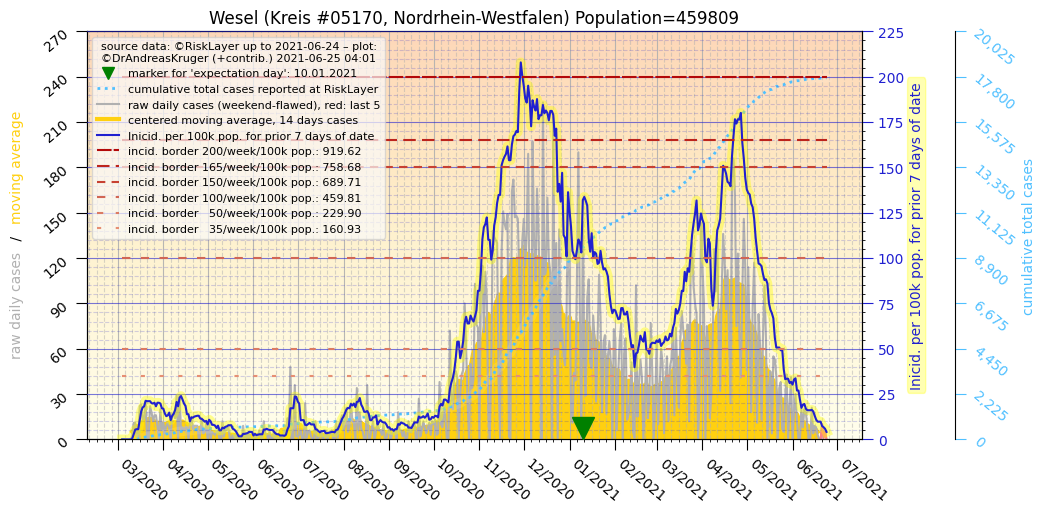 Wesel (Kreis #05170, Nordrhein-Westfalen) Population=459809
source data: ©RiskLayer up to 2021-06-24 – plot:
©DrAndreasKruger (+contrib.) 2021-06-25 04:01
marker for 'expectation day': 10.01.2021
cumulative total cases reported at RiskLayer
raw daily cases (weekend-flawed), red: last 5
centered moving average, 14 days cases
Inicid. per 100k pop. for prior 7 days of date
incid. border 200/week/100k pop.: 919.62
incid. border 165/week/100k pop.: 758.68
incid. border 150/week/100k pop.: 689.71
incid. border 100/week/100k pop.: 459.81
incid. border 50/week/100k pop.: 229.90
incid. border 35/week/100k pop.: 160.93
raw daily cases / moving average
270
240
210
180
150
120
90
60
30
0
225
200
175
150
125
100
75
50
25
0
Inicid. per 100k pop. for prior 7 days of date
20,025
17,800
15,575
13,350
11,125
8,900
6,675
4,450
2,225
0
cumulative total cases
03/2020
04/2020
05/2020
06/2020
07/2020
08/2020
09/2020
10/2020
11/2020
12/2020
01/2021
02/2021
03/2021
04/2021
05/2021
06/2021
07/2021